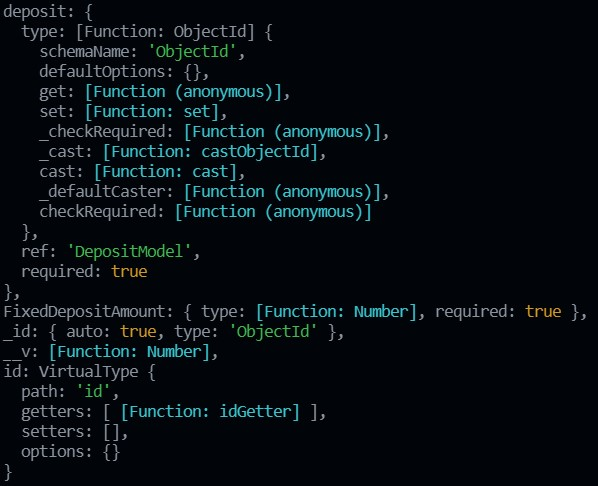 deposit: {
  type: [Function: ObjectId] {
    schemaName: 'ObjectId',
    defaultOptions: {},
    get: [Function (anonymous)],
    set: [Function: set],
    _checkRequired: [Function (anonymous)],
    _cast: [Function: castObjectId],
    cast: [Function: cast],
    _defaultCaster: [Function (anonymous)],
    checkRequired: [Function (anonymous)]
  },
  ref: 'DepositModel',
  required: true
},
FixedDepositAmount: { type: [Function: Number], required: true },
_id: { auto: true, type: 'ObjectId' },
__v: [Function: Number],
id: VirtualType {
  path: 'id',
  getters: [ [Function: idGetter] ],
  setters: [],
  options: {}
}